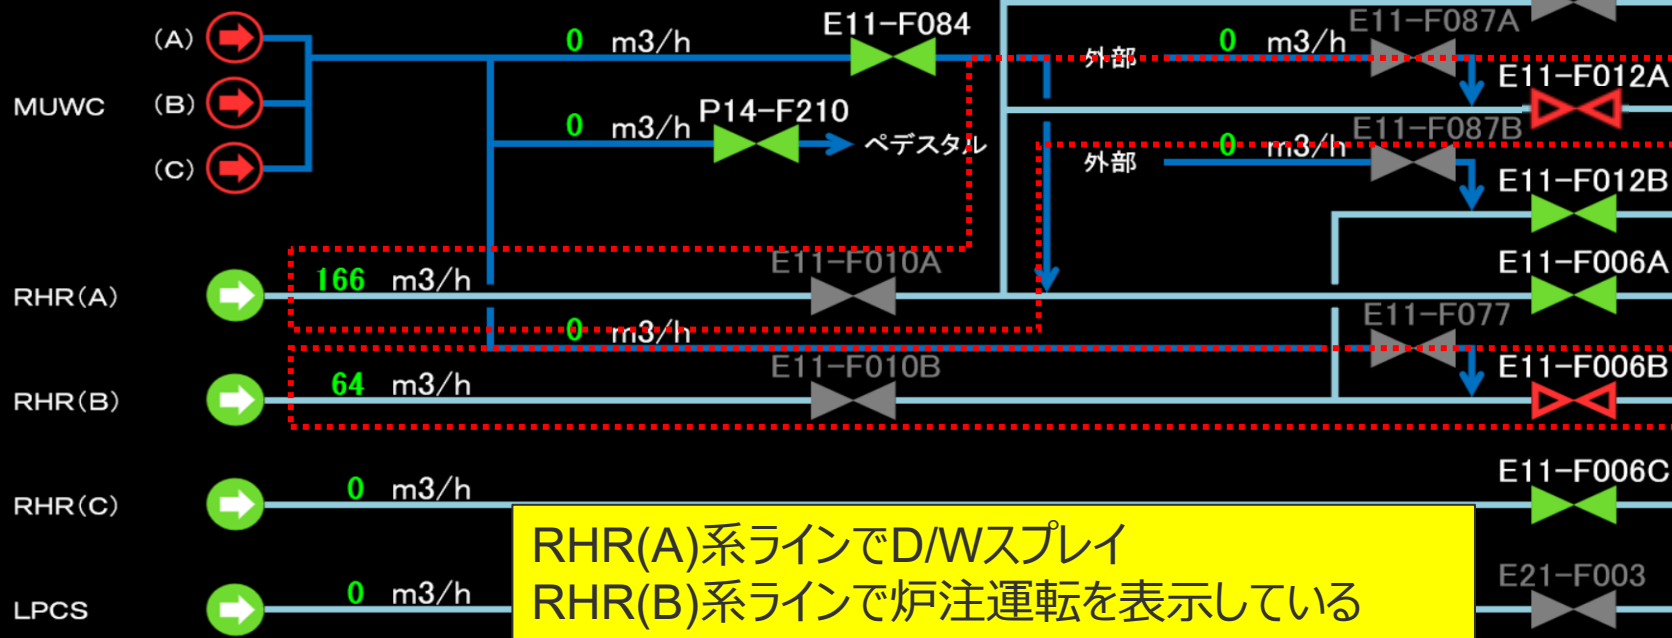 E11-F087A
E11-F084
(A) 0 m3/h 外部 0 m3/h
E11-F012A
MUWC (B) P14-F210
0 m3/h ペデスタル E11-F087B
(C) 外部 0 m3/h
E11-F012B
E11-F010A E11-F006A
RHR(A) 166 m3/h
E11-F077
0 m3/h
E11-F010B E11-F006B
RHR(B) 64 m3/h
E11-F006C
RHR(C) 0 m3/h
RHR(A)系ラインでD/Wスプレイ
RHR(B)系ラインで炉注運転を表示している
E21-F003
LPCS 0 m3/h